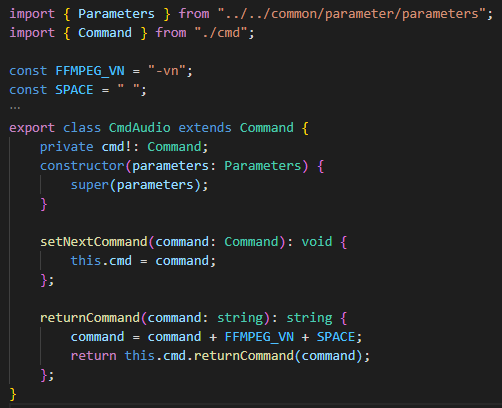 import { Parameters } from "../../common/parameter/parameters";
import { Command } from "./cmd";

const FFMPEG_VN = "-vn";
const SPACE = " ";
...
export class CmdAudio extends Command {
    private cmd!: Command;
    constructor(parameters: Parameters) {
        super(parameters);
    }

    setNextCommand(command: Command): void {
        this.cmd = command;
    };

    returnCommand(command: string): string {
        command = command + FFMPEG_VN + SPACE;
        return this.cmd.returnCommand(command);
    };
}